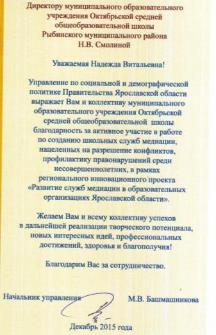 Директору муниципального образовательного
учреждения Октябрьской средней
общеобразовательной школы
Рыбинского муниципального района
Н.В. Смолиной
Уважаемая Надежда Витальевна!
Управление по социальной и демографической
политике Правительства Ярославской области
выражает Вам и коллективу муниципального
образовательного учреждения Октябрьской
средней общеобразовательной школы
благодарность за активное участие в работе
по созданию школьных служб медиации,
нацеленных на разрешение конфликтов,
профилактику правонарушений среди
несовершеннолетних, в рамках
регионального инновационного проекта
«Развитие служб медиации в образовательных
организациях Ярославской области».
Желаем Вам и всему коллективу успехов
в дальнейшей реализации творческого потенциала,
новых интересных идей, профессиональных
достижений, здоровья и благополучия!
Благодарим Вас за сотрудничество.
Начальник управления М.В. Башмашникова
Декабрь 2015 года